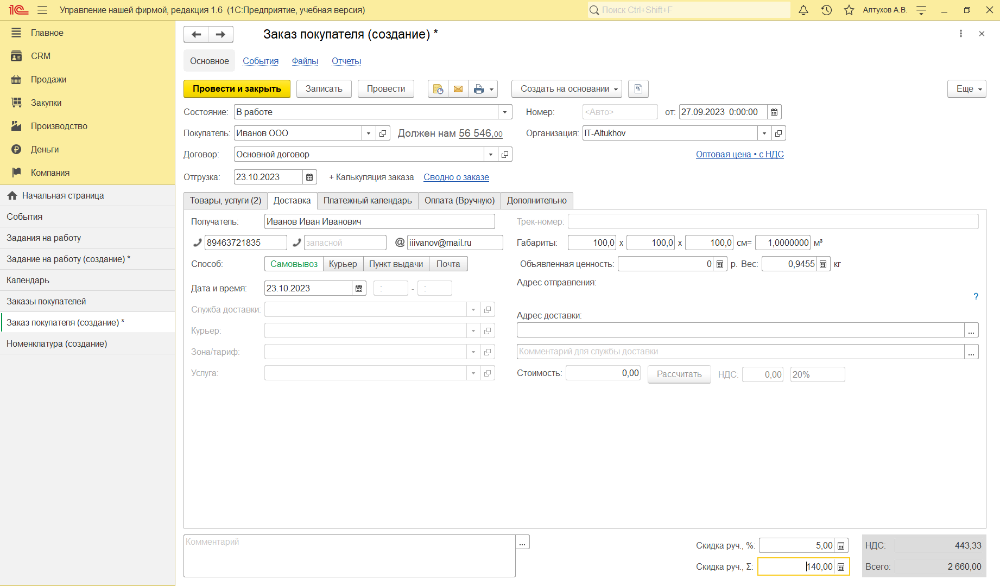 1С Управление нашей фирмой, редакция 1.6 (1С:Предприятие, учебная версия) Поиск Ctrl+Shift+F Алтухов А.В.
Главное
CRM
Продажи
Закупки
Производство
Деньги
Компания
Начальная страница
События
Задания на работу
Задание на работу (создание) *
Календарь
Заказы покупателей
Заказ покупателя (создание) *
Номенклатура (создание)
Заказ покупателя (создание) *
Основное События Файлы Отчеты
Провести и закрыть Записать Провести Создать на основании Еще
Состояние: В работе Номер: <Авто> от: 27.09.2023 0:00:00
Покупатель: Иванов ООО Должен нам 56 546,00 Организация: IT-Altukhov
Договор: Основной договор Оптовая цена • с НДС
Отгрузка: 23.10.2023 + Калькуляция заказа Сводно о заказе
Товары, услуги (2) Доставка Платежный календарь Оплата (Вручную) Дополнительно
Получатель: Иванов Иван Иванович Трек-номер:
89463721835 запасной @ iiivanov@mail.ru Габариты: 100,0 x 100,0 x 100,0 см= 1,0000000 м³
Способ: Самовывоз Курьер Пункт выдачи Почта Объявленная ценность: 0 р. Вес: 0,9455 кг
Дата и время: 23.10.2023 : - : Адрес отправления:
?
Служба доставки: Адрес доставки:
Курьер: ...
Зона/тариф: Комментарий для службы доставки ...
Услуга: Стоимость: 0,00 Рассчитать НДС: 0,00 20%
Комментарий ... Скидка руч., %: 5,00 НДС: 443,33
Скидка руч., Σ: 140,00 Всего: 2 660,00